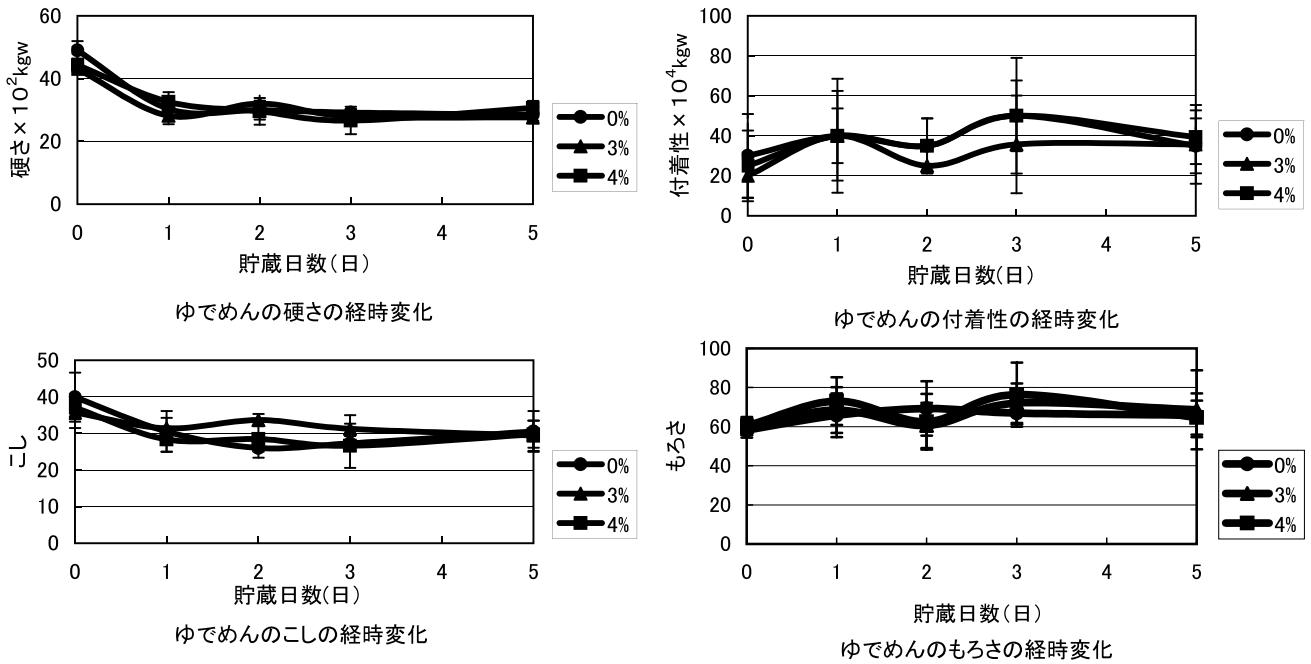 60
40
20
0
硬さ×10²kgw
0 1 2 3 4 5
貯蔵日数(日)
0%
3%
4%
ゆでめんの硬さの経時変化
100
80
60
40
20
0
付着性×10⁴kgw
0 1 2 3 4 5
貯蔵日数(日)
0%
3%
4%
ゆでめんの付着性の経時変化
50
40
30
20
10
0
こし
0 1 2 3 4 5
貯蔵日数(日)
0%
3%
4%
ゆでめんのこしの経時変化
100
80
60
40
20
0
もろさ
0 1 2 3 4 5
貯蔵日数(日)
0%
3%
4%
ゆでめんのもろさの経時変化